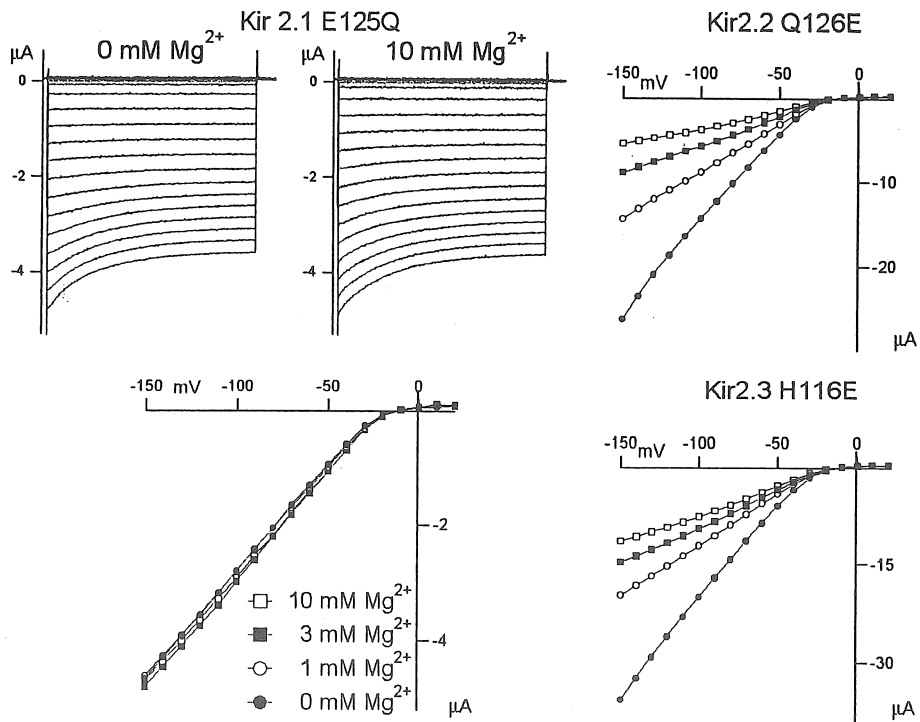 Kir 2.1 E125Q
μA
0 mM Mg2+
10 mM Mg2+
0
-2
-4
μA
0
-2
-4
Kir2.2 Q126E
-150 mV -100 -50 0
-10
-20
μA
-150 mV -100 -50 0
-2
-4
μA
10 mM Mg2+
3 mM Mg2+
1 mM Mg2+
0 mM Mg2+
Kir2.3 H116E
-150 mV -100 -50 0
-15
-30
μA